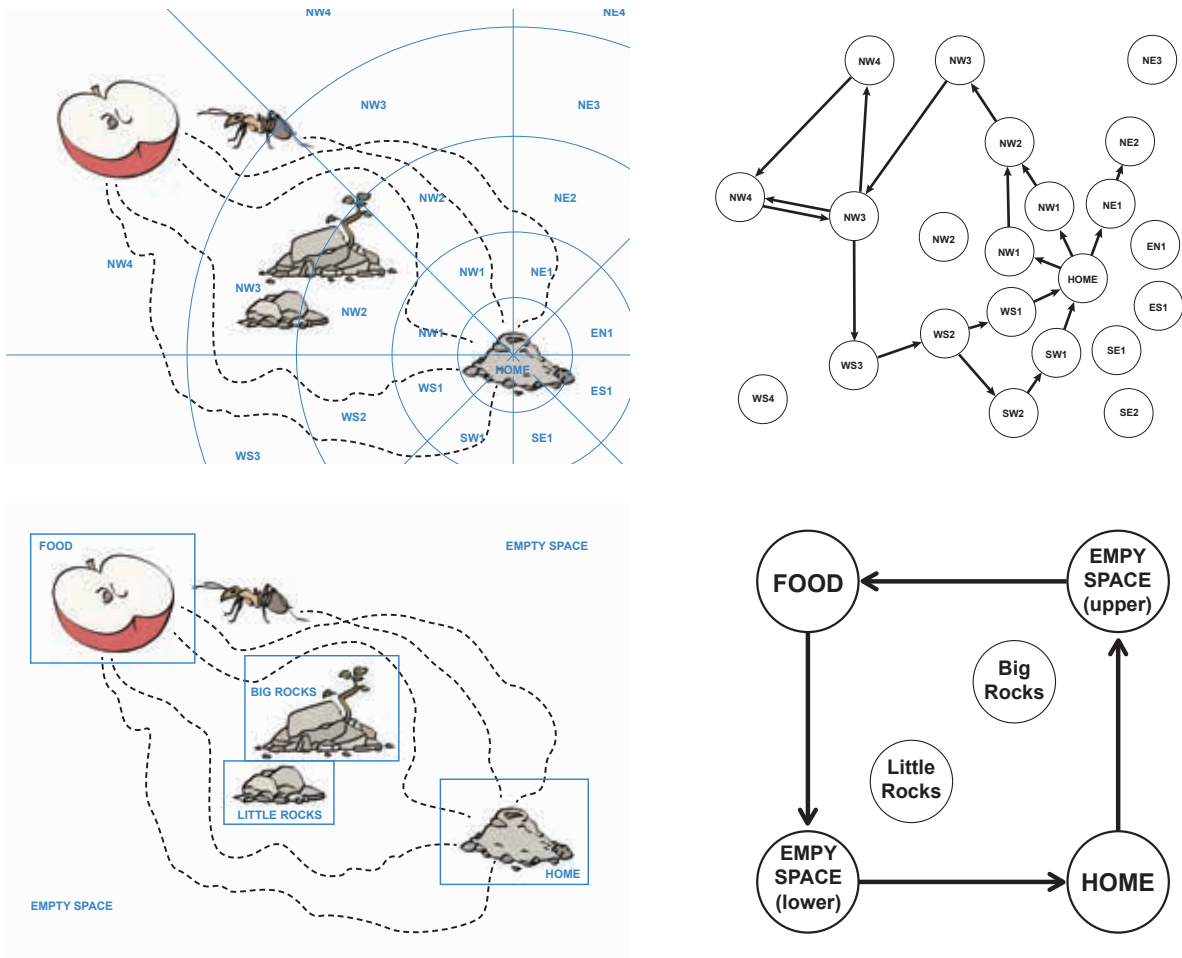 NW4
NE4
NW3
NE3
NW2
NE2
NW4
NW1
NE1
NW3
NW2
NW1
EN1
HOME
WS1
ES1
WS2
SW1
SE1
WS3
NW4
NW3
NE3
NW2
NE2
NW4
NW3
NW1
NE1
NW2
NW1
EN1
HOME
WS1
ES1
WS2
SE1
WS3
SW1
WS4
SW2
SE2
FOOD
EMPTY SPACE
BIG ROCKS
LITTLE ROCKS
HOME
EMPTY SPACE
FOOD
EMPY
SPACE
(upper)
Big
Rocks
Little
Rocks
EMPY
SPACE
(lower)
HOME